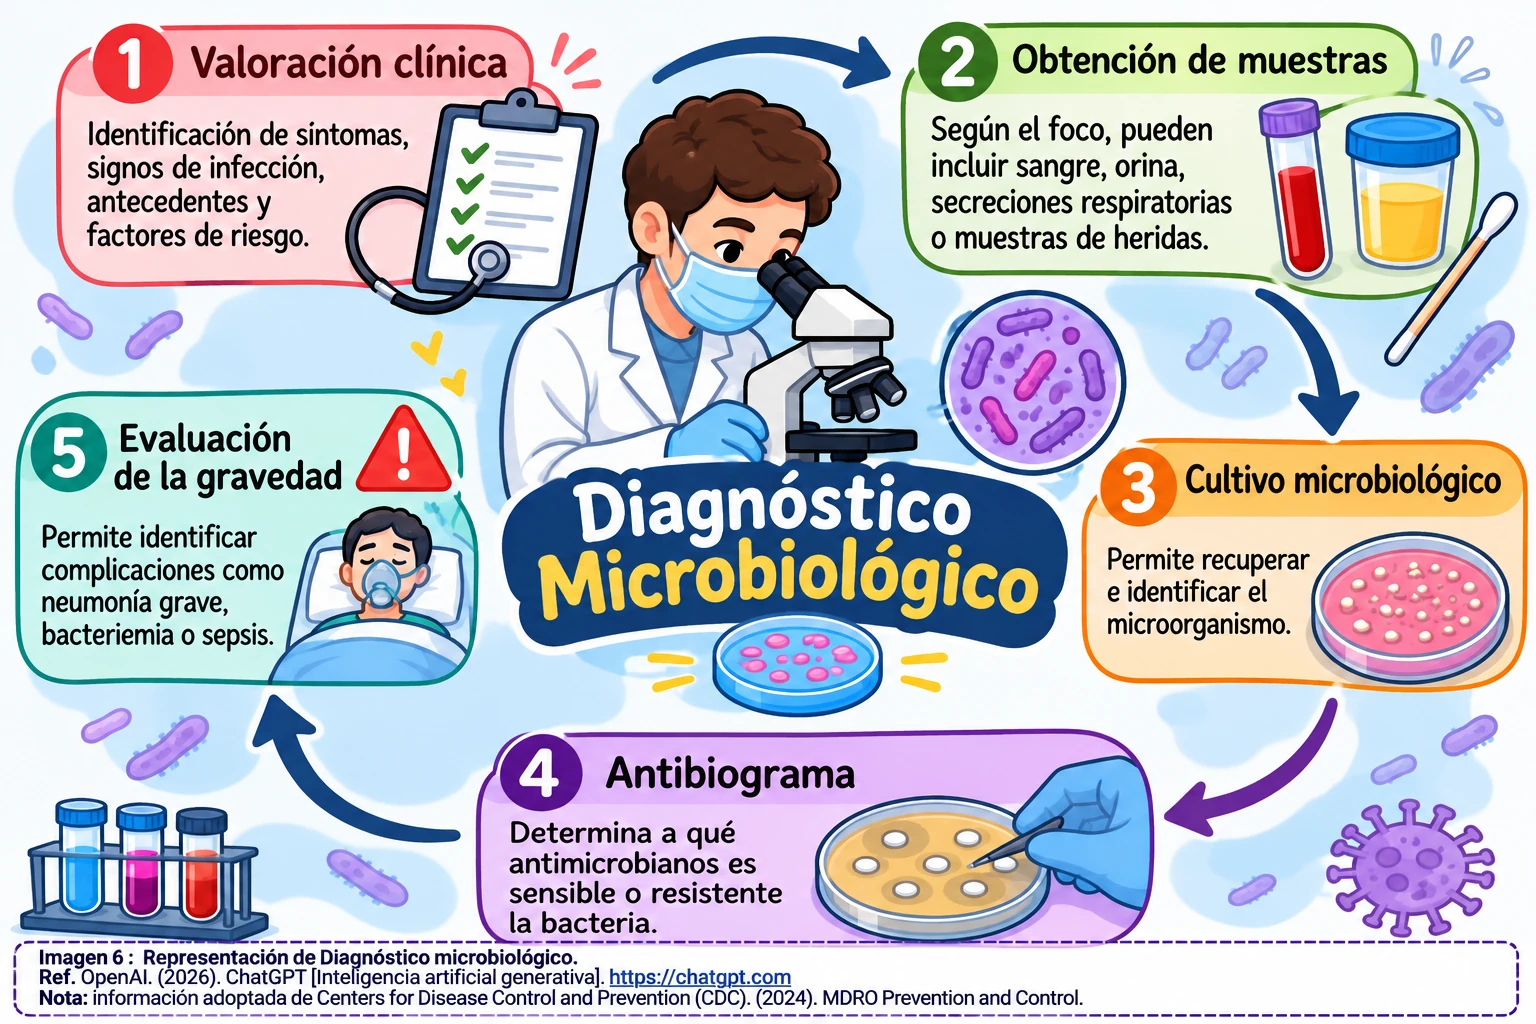 1 Valoración clínica
Identificación de síntomas,
signos de infección,
antecedentes y
factores de riesgo.
2 Obtención de muestras
Según el foco, pueden
incluir sangre, orina,
secreciones respiratorias
o muestras de heridas.
Diagnóstico
Microbiológico
3 Cultivo microbiológico
Permite recuperar
e identificar el
microorganismo.
4 Antibiograma
Determina a qué
antimicrobianos es
sensible o resistente
la bacteria.
5 Evaluación
de la gravedad
Permite identificar
complicaciones como
neumonía grave,
bacteriemia o sepsis.
Imagen 6 : Representación de Diagnóstico microbiológico.
Ref. OpenAI. (2026). ChatGPT [Inteligencia artificial generativa]. https://chatgpt.com
Nota: información adoptada de Centers for Disease Control and Prevention (CDC). (2024). MDRO Prevention and Control.